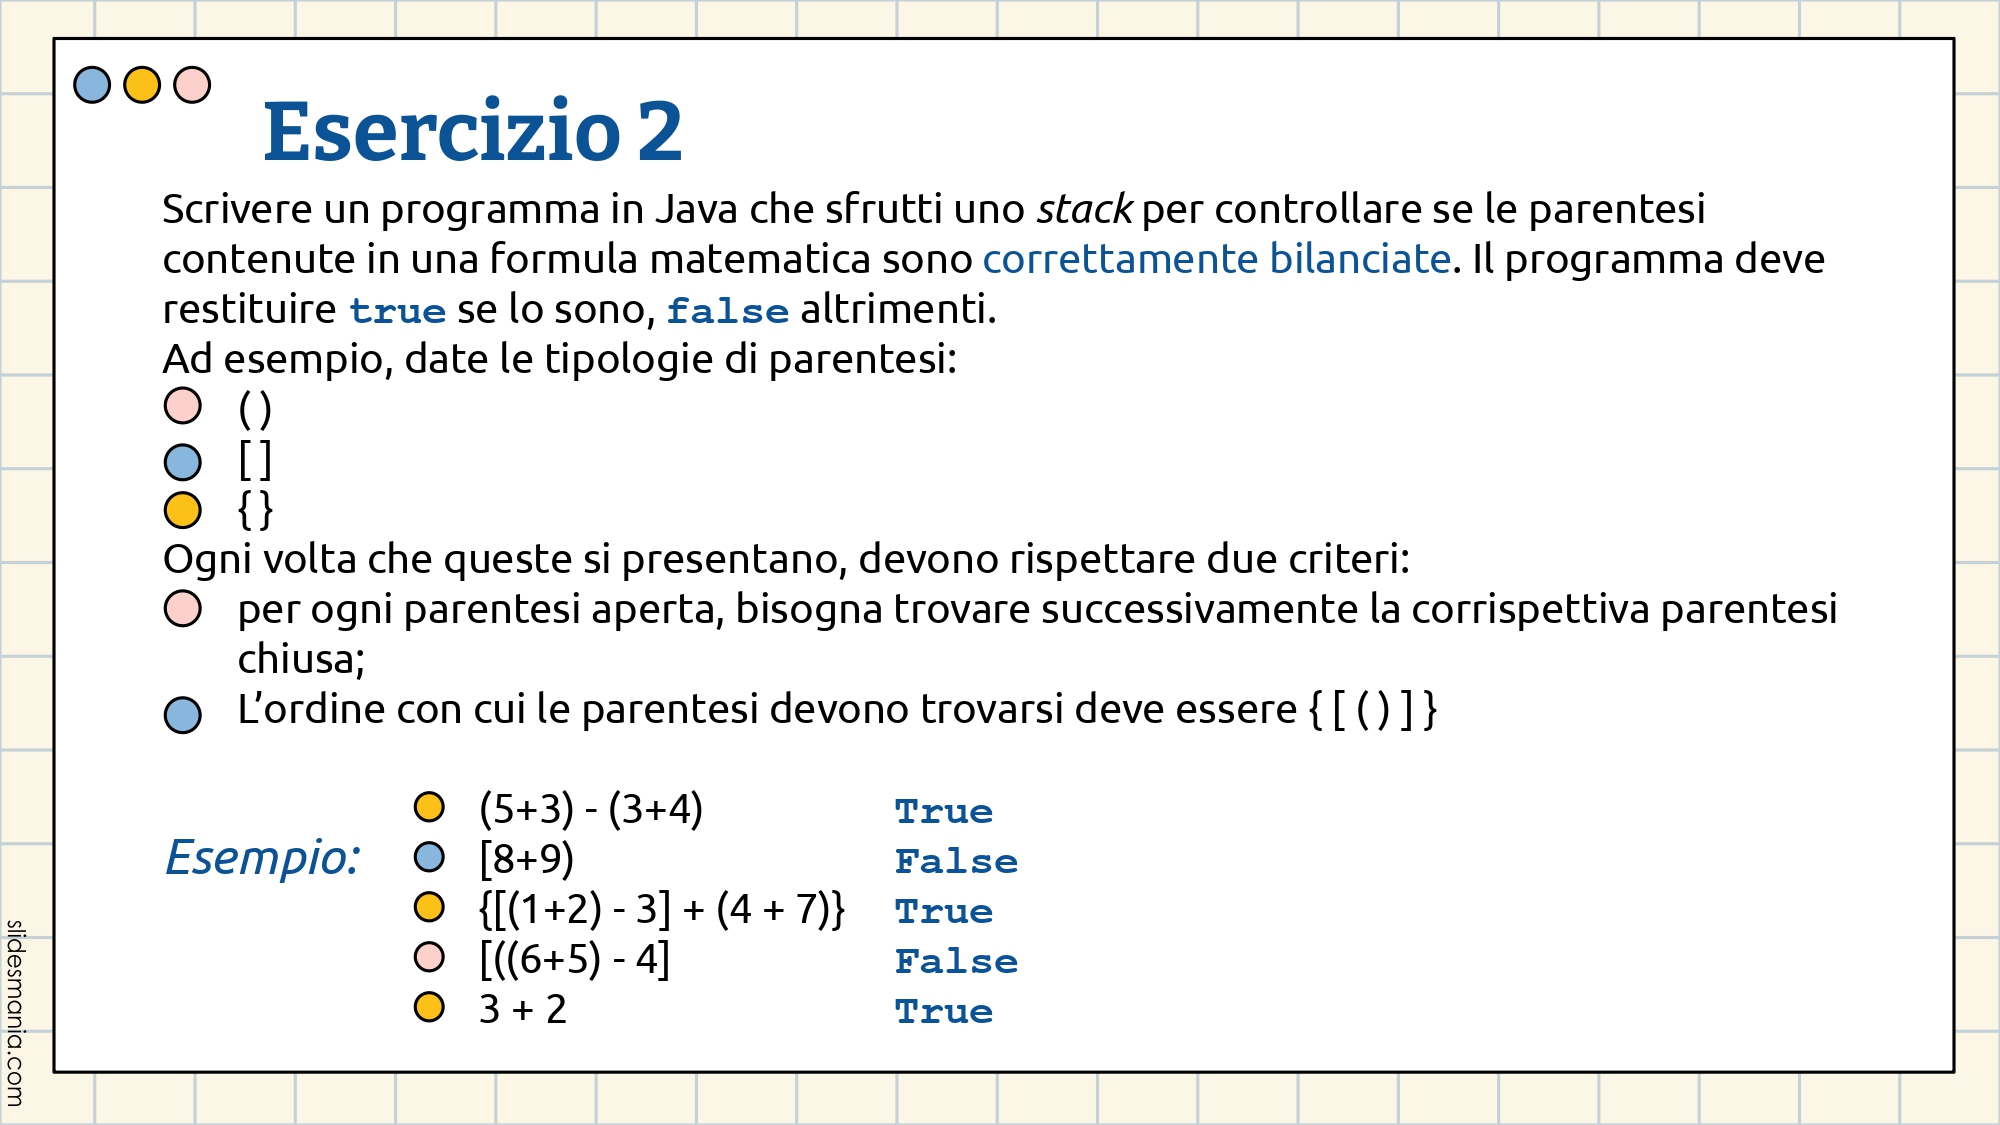 Esercizio 2
Scrivere un programma in Java che sfrutti uno stack per controllare se le parentesi
contenute in una formula matematica sono correttamente bilanciate. Il programma deve
restituire true se lo sono, false altrimenti.
Ad esempio, date le tipologie di parentesi:
( )
[ ]
{ }
Ogni volta che queste si presentano, devono rispettare due criteri:
per ogni parentesi aperta, bisogna trovare successivamente la corrispettiva parentesi
chiusa;
L’ordine con cui le parentesi devono trovarsi deve essere { [ ( ) ] }
Esempio:
(5+3) - (3+4) True
[8+9) False
{[(1+2) - 3] + (4 + 7)} True
[((6+5) - 4] False
3 + 2 True
slidesmania.com